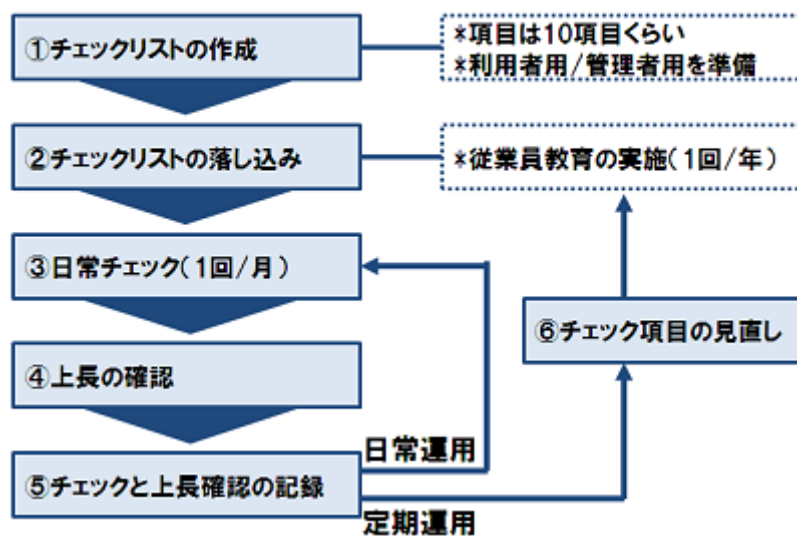 ①チェックリストの作成
*項目は10項目くらい
*利用者用/管理者用を準備
②チェックリストの落し込み
*従業員教育の実施(1回/年)
③日常チェック(1回/月)
⑥チェック項目の見直し
④上長の確認
日常運用
⑤チェックと上長確認の記録
定期運用